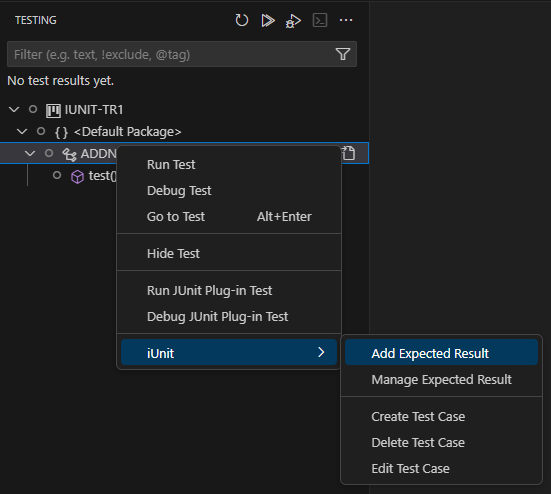 TESTING
Filter (e.g. text, !exclude, @tag)
No test results yet.
IUNIT-TR1
{ } <Default Package>
ADDN
test()
Run Test
Debug Test
Go to Test Alt+Enter
Hide Test
Run JUnit Plug-in Test
Debug JUnit Plug-in Test
iUnit
Add Expected Result
Manage Expected Result
Create Test Case
Delete Test Case
Edit Test Case